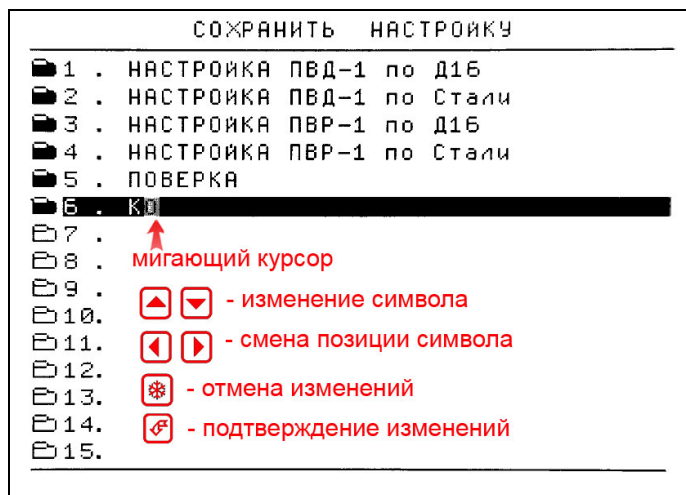 СОХРАНИТЬ НАСТРОЙКУ
1 . НАСТРОЙКА ПВД-1 по Д16
2 . НАСТРОЙКА ПВД-1 по Стали
3 . НАСТРОЙКА ПВР-1 по Д16
4 . НАСТРОЙКА ПВР-1 по Стали
5 . ПОВЕРКА
6 . КО
7 .
мигающий курсор
8 .
9 .
- изменение символа
10.
11. - смена позиции символа
12.
13. - отмена изменений
14. - подтверждение изменений
15.